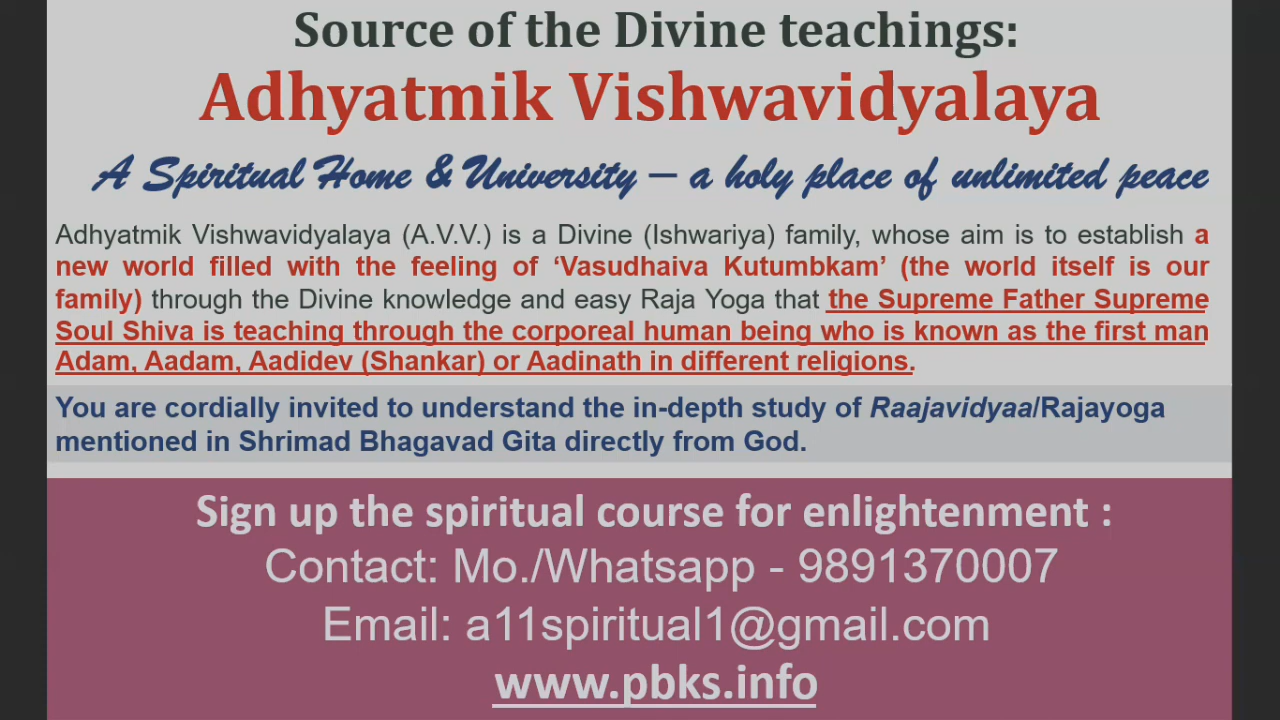 Source of the Divine teachings:
Adhyatmik Vishwavidyalaya
A Spiritual Home & University – a holy place of unlimited peace
Adhyatmik Vishwavidyalaya (A.V.V.) is a Divine (Ishwariya) family, whose aim is to establish a
new world filled with the feeling of ‘Vasudhaiva Kutumbkam’ (the world itself is our
family) through the Divine knowledge and easy Raja Yoga that the Supreme Father Supreme
Soul Shiva is teaching through the corporeal human being who is known as the first man
Adam, Aadam, Aadidev (Shankar) or Aadinath in different religions.
You are cordially invited to understand the in-depth study of Raajavidyaa/Rajayoga
mentioned in Shrimad Bhagavad Gita directly from God.
Sign up the spiritual course for enlightenment :
Contact: Mo./Whatsapp - 9891370007
Email: a11spiritual1@gmail.com
www.pbks.info